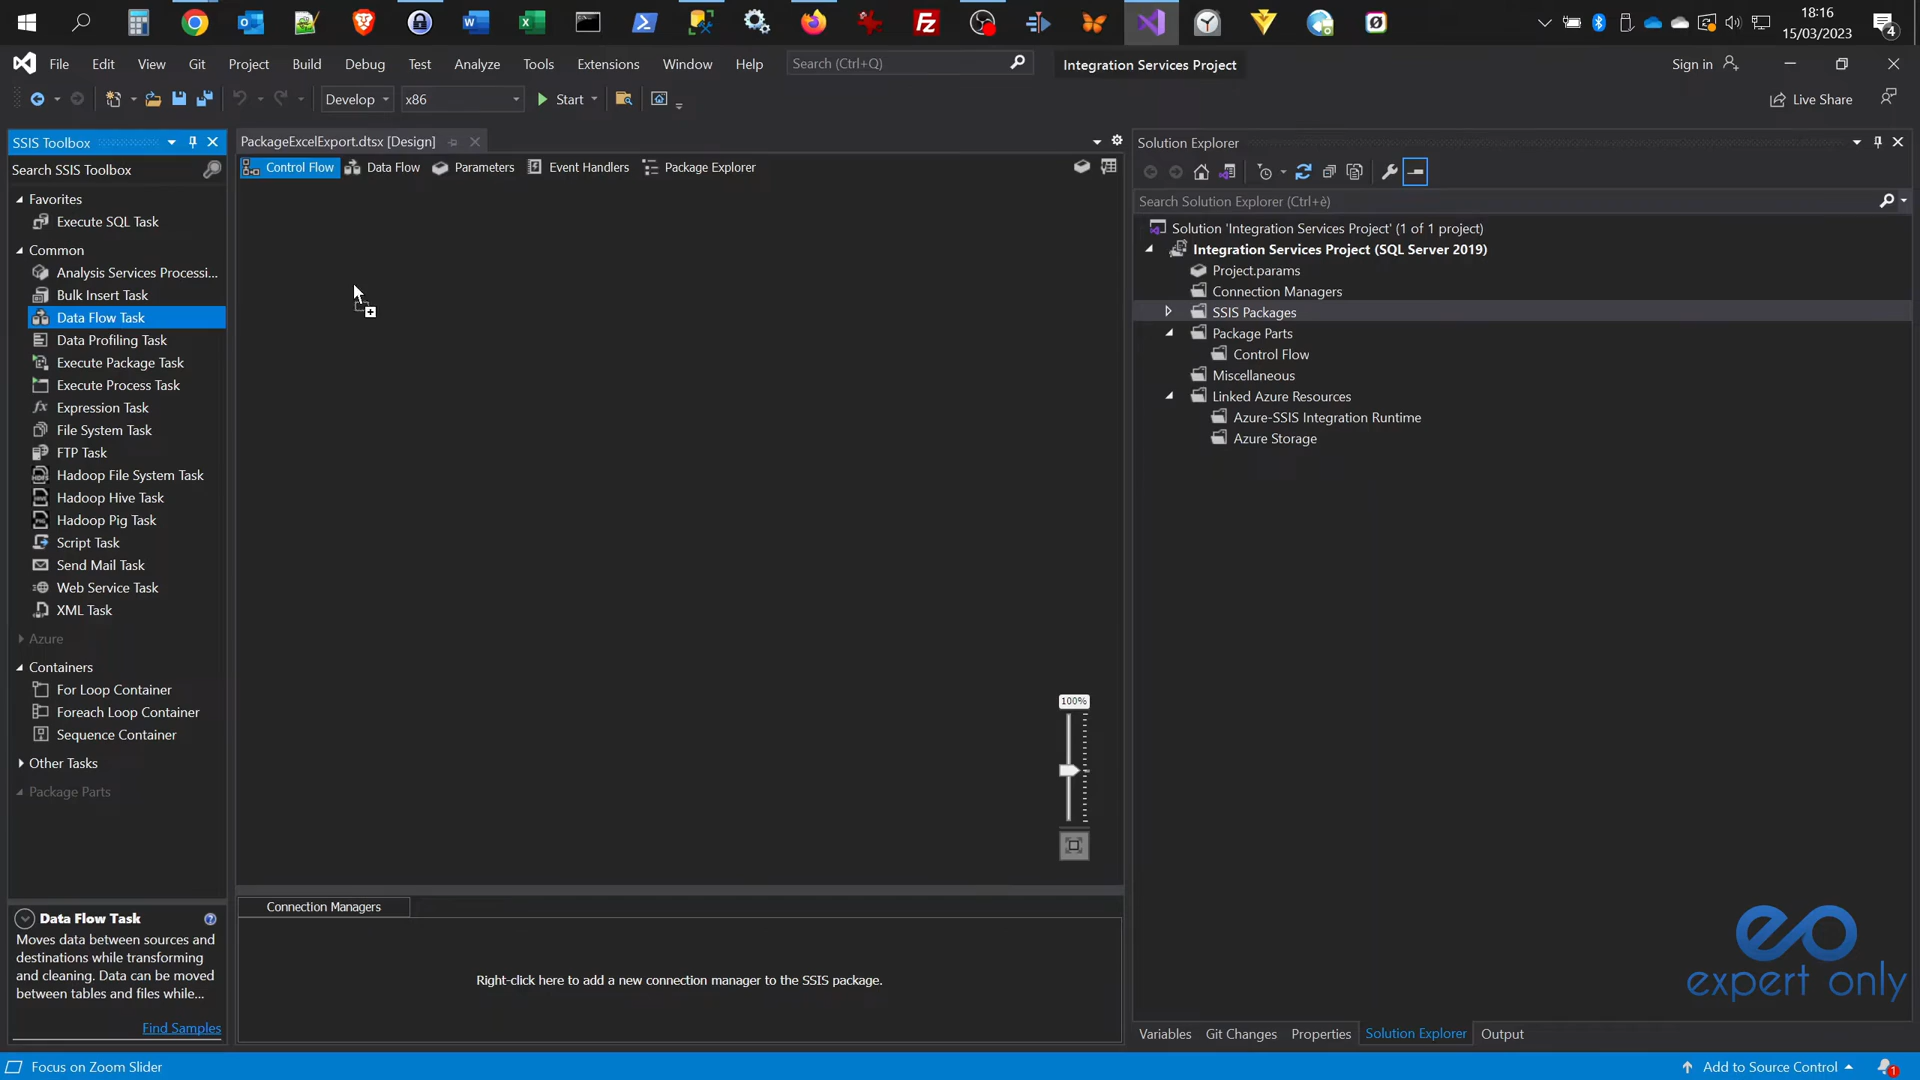 18:16
15/03/2023
4
File Edit View Git Project Build Debug Test Analyze Tools Extensions Window Help Search (Ctrl+Q) Integration Services Project Sign in
Develop x86 Start Live Share
SSIS Toolbox
Search SSIS Toolbox
Favorites
Execute SQL Task
Common
Analysis Services Processi...
Bulk Insert Task
Data Flow Task
Data Profiling Task
Execute Package Task
Execute Process Task
Expression Task
File System Task
FTP Task
Hadoop File System Task
Hadoop Hive Task
Hadoop Pig Task
Script Task
Send Mail Task
Web Service Task
XML Task
Azure
Containers
For Loop Container
Foreach Loop Container
Sequence Container
Other Tasks
Package Parts
Data Flow Task
Moves data between sources and
destinations while transforming
and cleaning. Data can be moved
between tables and files while...
Find Samples
PackageExcelExport.dtsx [Design]
Control Flow Data Flow Parameters Event Handlers Package Explorer
100%
Connection Managers
Right-click here to add a new connection manager to the SSIS package.
Solution Explorer
Search Solution Explorer (Ctrl+è)
Solution 'Integration Services Project' (1 of 1 project)
Integration Services Project (SQL Server 2019)
Project.params
Connection Managers
SSIS Packages
Package Parts
Control Flow
Miscellaneous
Linked Azure Resources
Azure-SSIS Integration Runtime
Azure Storage
expert only
Variables Git Changes Properties Solution Explorer Output
Focus on Zoom Slider Add to Source Control 1